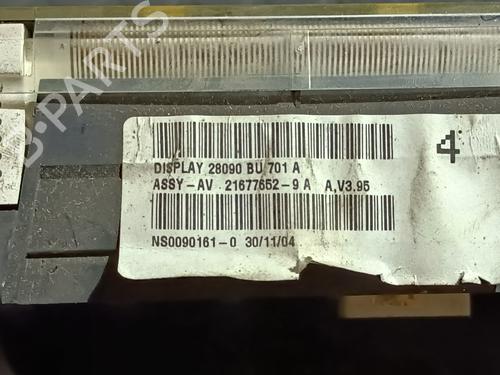 A
B-PARTS
DISPLAY 28090 BU 701 A
ASSY-AV 21677652-9 A A,V3.95
NS0090161-0 30/11/04
4